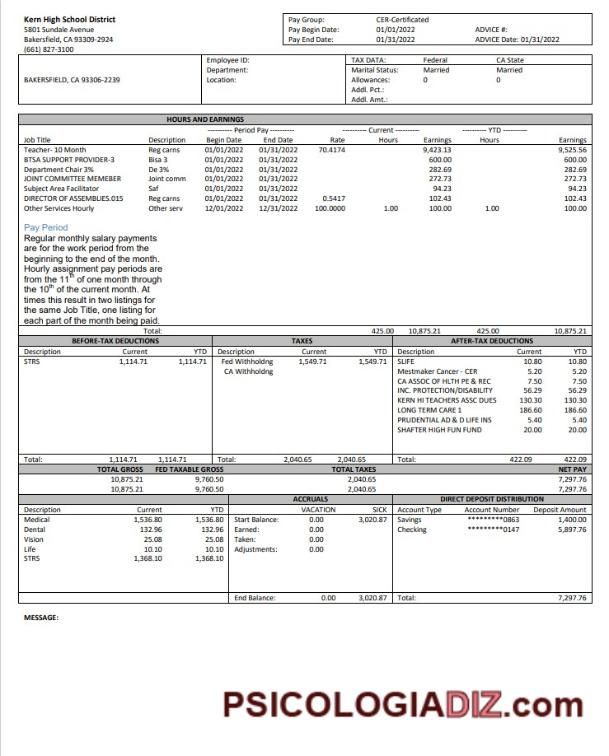 Kern High School District
5801 Sundale Avenue
Bakersfield, CA 93309-2924
(661) 827-3100
Pay Group: CER-Certificated
Pay Begin Date: 01/01/2022 ADVICE #:
Pay End Date: 01/31/2022 ADVICE Date: 01/31/2022
BAKERSFIELD, CA 93306-2239
Employee ID:
Department:
Location:
TAX DATA: Federal CA State
Marital Status: Married Married
Allowances: 0 0
Addl. Pct.:
Addl. Amt.:
HOURS AND EARNINGS
---------- Period Pay ---------- ---------- Current ---------- ---------- YTD ----------
Job Title Description Begin Date End Date Rate Hours Earnings Hours Earnings
Teacher- 10 Month Reg carns 01/01/2022 01/31/2022 70.4174 9,423.13 9,525.56
BTSA SUPPORT PROVIDER-3 Bisa 3 01/01/2022 01/31/2022 600.00 600.00
Department Chair 3% De 3% 01/01/2022 01/31/2022 282.69 282.69
JOINT COMMITTEE MEMEBER Joint comm 01/01/2022 01/31/2022 272.73 272.73
Subject Area Facilitator Saf 01/01/2022 01/31/2022 94.23 94.23
DIRECTOR OF ASSEMBLIES.015 Reg carns 01/01/2022 01/31/2022 0.5417 102.43 102.43
Other Services Hourly Other serv 12/01/2022 12/31/2022 100.0000 1.00 100.00 1.00 100.00
Pay Period
Regular monthly salary payments
are for the work period from the
beginning to the end of the month.
Hourly assignment pay periods are
from the 11th of one month through
the 10th of the current month. At
times this result in two listings for
the same Job Title, one listing for
each part of the month being paid.
Total: 425.00 10,875.21 425.00 10,875.21
BEFORE-TAX DEDUCTIONS
Description Current YTD
STRS 1,114.71 1,114.71
Total: 1,114.71 1,114.71
TAXES
Description Current YTD
Fed Withholdng 1,549.71 1,549.71
CA Withholdng
Total: 2,040.65 2,040.65
AFTER-TAX DEDUCTIONS
Description Current YTD
SLIFE 10.80 10.80
Mestmaker Cancer - CER 5.20 5.20
CA ASSOC OF HLTH PE & REC 7.50 7.50
INC. PROTECTION/DISABILITY 56.29 56.29
KERN HI TEACHERS ASSC DUES 130.30 130.30
LONG TERM CARE 1 186.60 186.60
PRUDENTIAL AD & D LIFE INS 5.40 5.40
SHAFTER HIGH FUN FUND 20.00 20.00
Total: 422.09 422.09
TOTAL GROSS FED TAXABLE GROSS TOTAL TAXES NET PAY
10,875.21 9,760.50 2,040.65 7,297.76
10,875.21 9,760.50 2,040.65 7,297.76
Description Current YTD
Medical 1,536.80 1,536.80
Dental 132.96 132.96
Vision 25.08 25.08
Life 10.10 10.10
STRS 1,368.10 1,368.10
ACCRUALS
VACATION SICK
Start Balance: 0.00 3,020.87
Earned: 0.00
Taken: 0.00
Adjustments: 0.00
End Balance: 0.00 3,020.87
DIRECT DEPOSIT DISTRIBUTION
Account Type Account Number Deposit Amount
Savings *********0863 1,400.00
Checking *********0147 5,897.76
Total: 7,297.76
MESSAGE:
PSICOLOGIADIZ.com